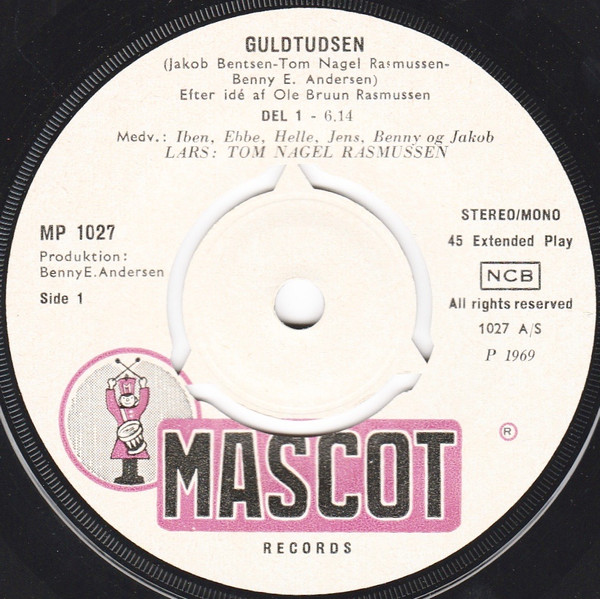 GULDTUDSEN
(Jakob Bentsen-Tom Nagel Rasmussen-
Benny E. Andersen)
Efter idé af Ole Bruun Rasmussen
DEL 1 - 6.14
Medv.: Iben, Ebbe, Helle, Jens, Benny og Jakob
LARS: TOM NAGEL RASMUSSEN
MP 1027
Produktion:
Benny E. Andersen
Side 1
STEREO/MONO
45 Extended Play
NCB
All rights reserved
1027 A/S
P 1969
M
MASCOT
®
RECORDS